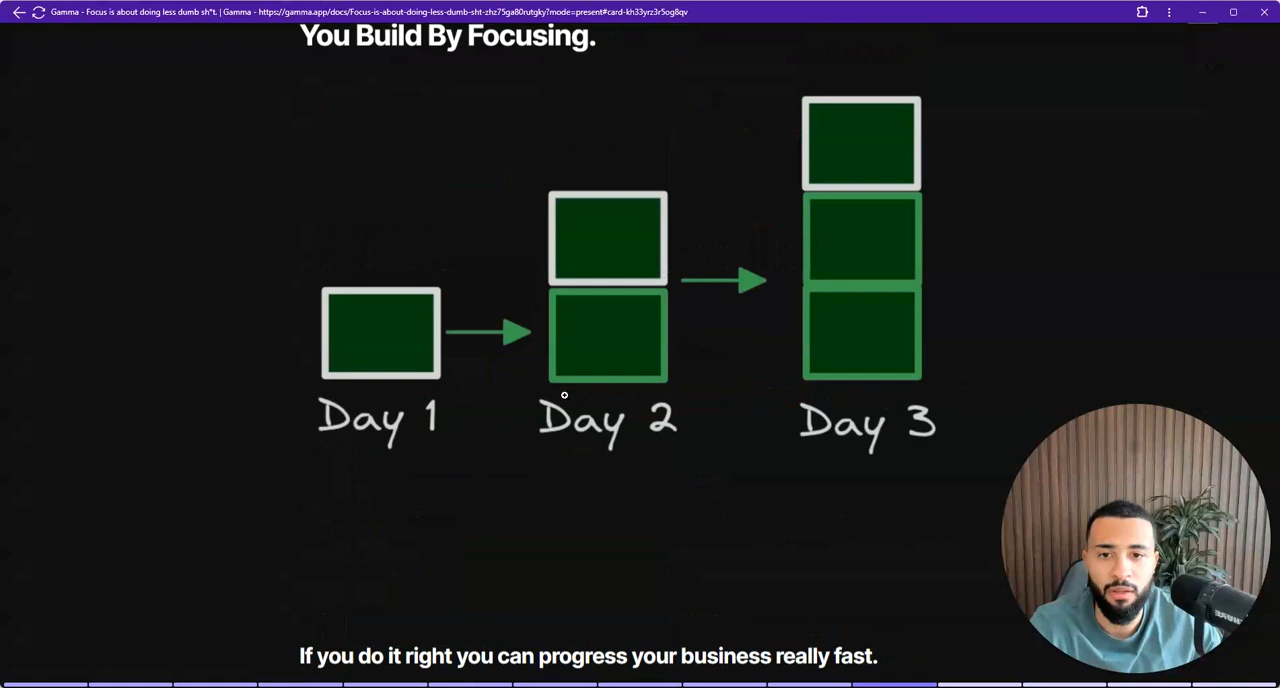 Gamma - Focus is about doing less dumb sh*t. | Gamma - https://gamma.app/docs/Focus-is-about-doing-less-dumb-sht-zhz75ga80rutgky?mode=present#card-kh33yrz3r5og8qv
You Build By Focusing.
Day 1
Day 2
Day 3
If you do it right you can progress your business really fast.